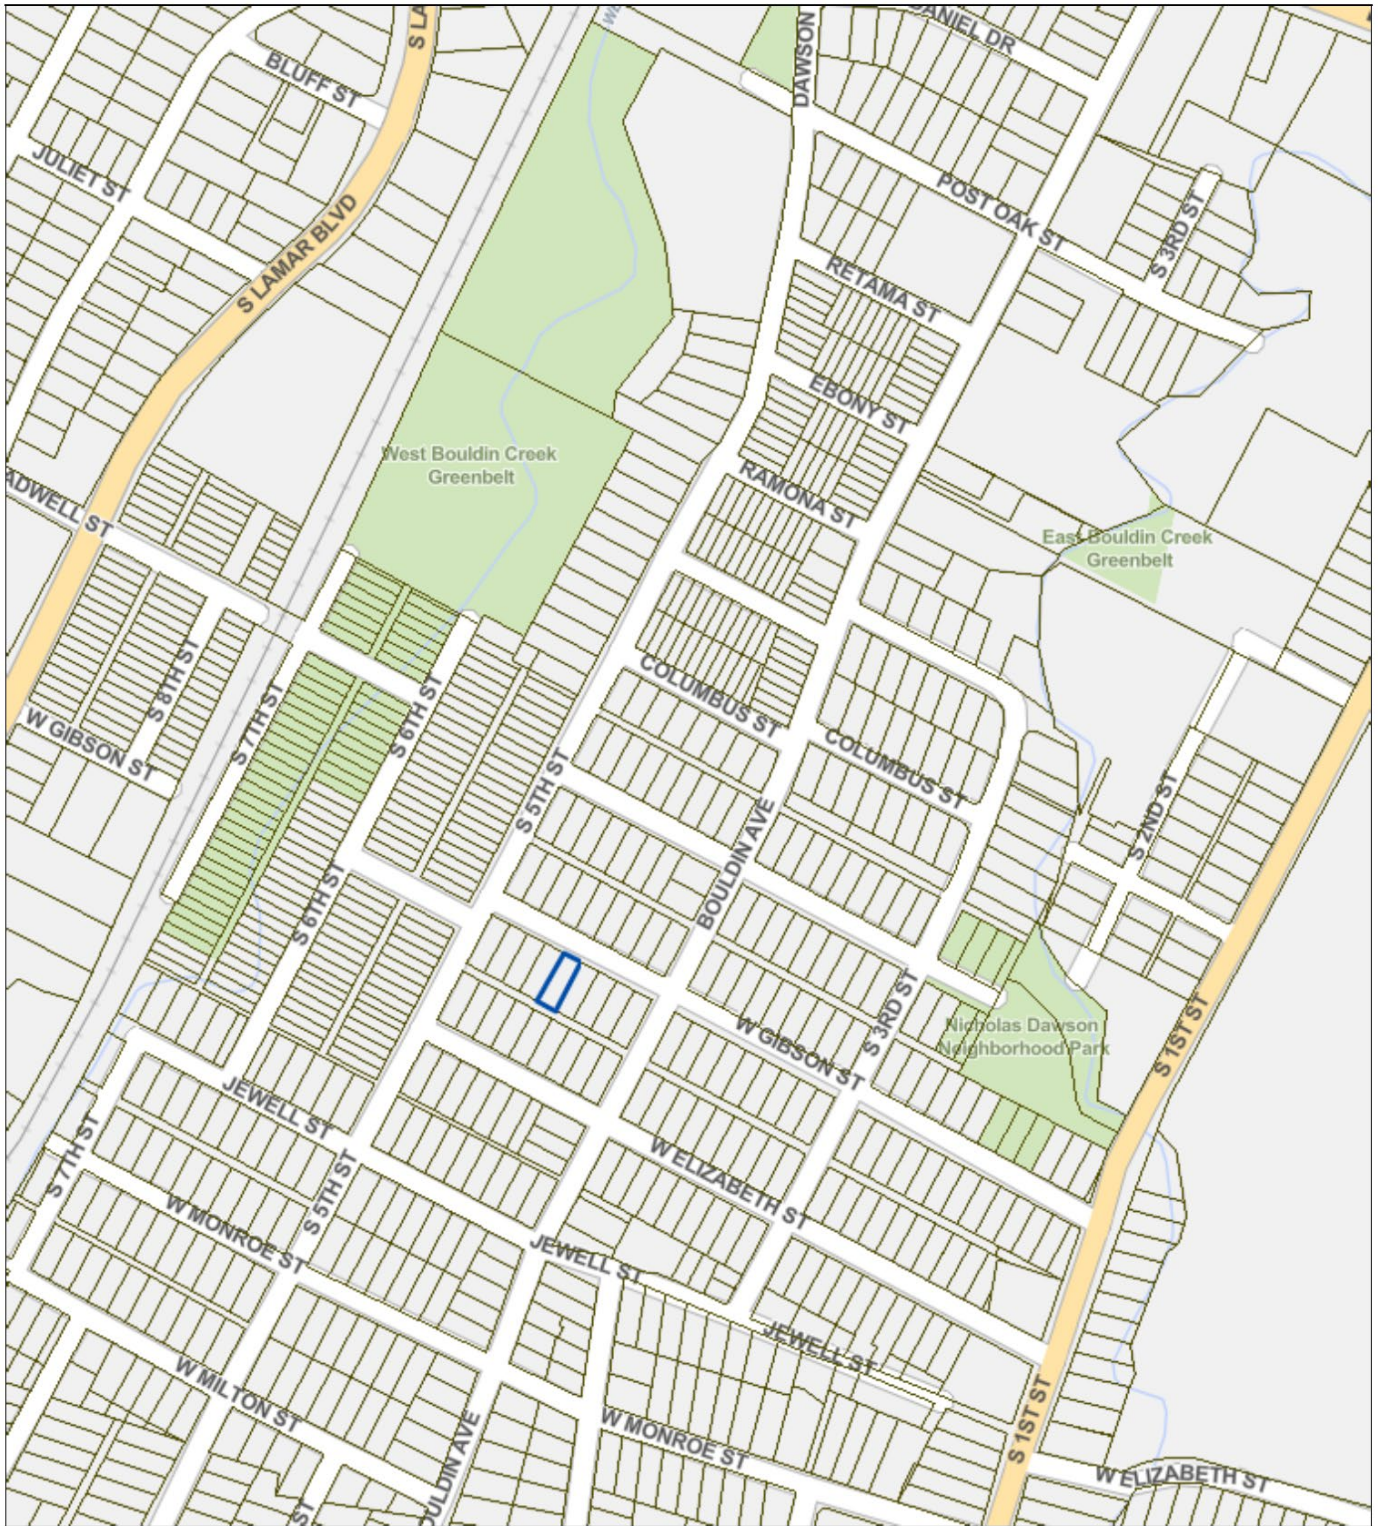 DANIEL DR
S LA
DAWSON
BLUFF ST
JULIET ST
POST OAK ST
S 3RD ST
S LAMAR BLVD
RETAMA ST
EBONY ST
West Bouldin Creek
Greenbelt
RAMONA ST
ADWELL ST
East Bouldin Creek
Greenbelt
COLUMBUS ST
S 8TH ST
S 7TH ST
S 6TH ST
W GIBSON ST
COLUMBUS ST
S 5TH ST
BOULDIN AVE
S 2ND ST
S 6TH ST
S 3RD ST
W GIBSON ST
Nicholas Dawson
Neighborhood Park
S 1ST ST
JEWELL ST
S 7TH ST
S 5TH ST
W ELIZABETH ST
W MONROE ST
JEWELL ST
JEWELL ST
W MILTON ST
S 1ST ST
OULDIN AVE
W MONROE ST
W ELIZABETH ST
ST